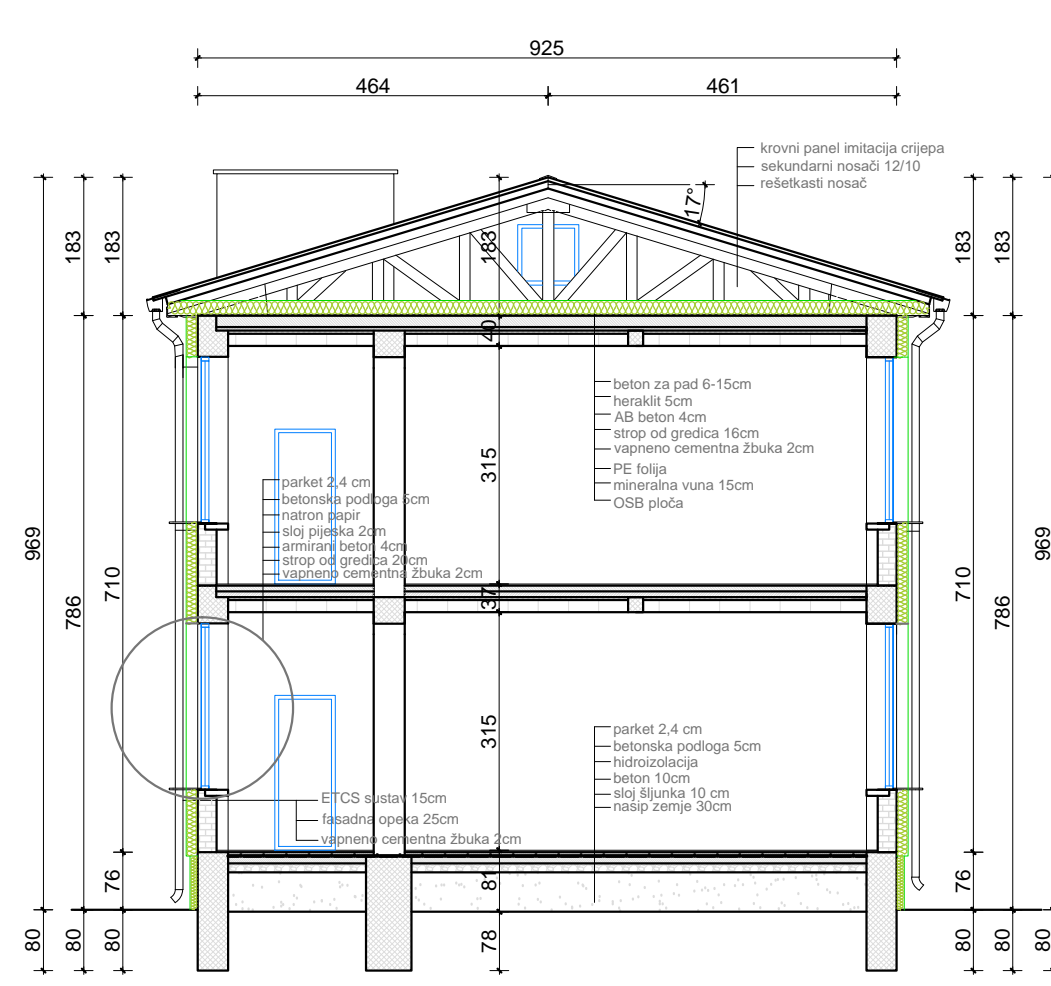 925
464
461
krovni panel imitacija crijepa
sekundarni nosači 12/10
rešetkasti nosač
17°
183
183
183
183
183
40
beton za pad 6-15cm
heraklit 5cm
AB beton 4cm
strop od gredica 16cm
vapneno cementna žbuka 2cm
PE folija
mineralna vuna 15cm
OSB ploča
315
parket 2,4 cm
betonska podloga 5cm
natron papir
sloj pijeska 2cm
armirani beton 4cm
strop od gredica 20cm
vapneno cementna žbuka 2cm
969
786
710
37
710
786
969
315
parket 2,4 cm
betonska podloga 5cm
hidroizolacija
beton 10cm
sloj šljunka 10 cm
našip zemje 30cm
ETCS sustav 15cm
fasadna opeka 25cm
vapneno cementna žbuka 2cm
76
81
76
80
80
80
78
80
80
80